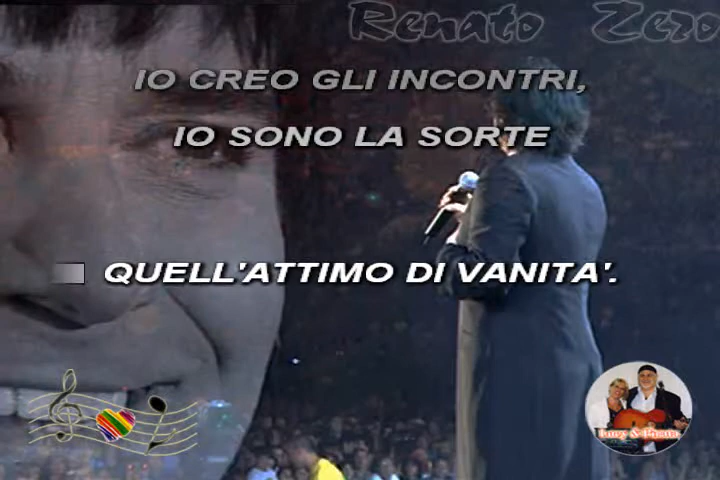 Renato Zero
IO CREO GLI INCONTRI,
IO SONO LA SORTE
QUELL'ATTIMO DI VANITA'.